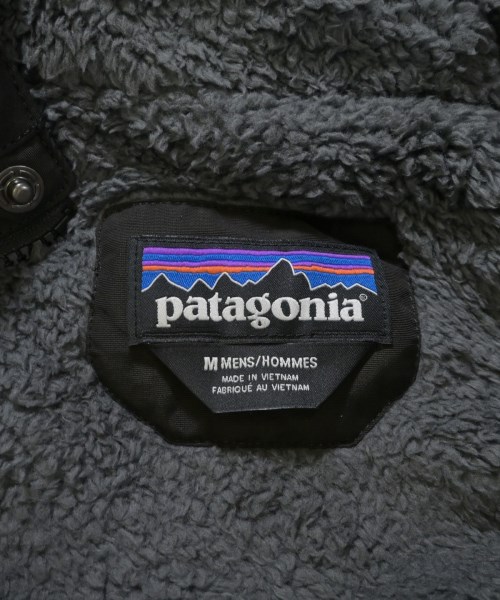 patagonia®
M MENS/HOMMES
MADE IN VIETNAM
FABRIQUÉ AU VIETNAM